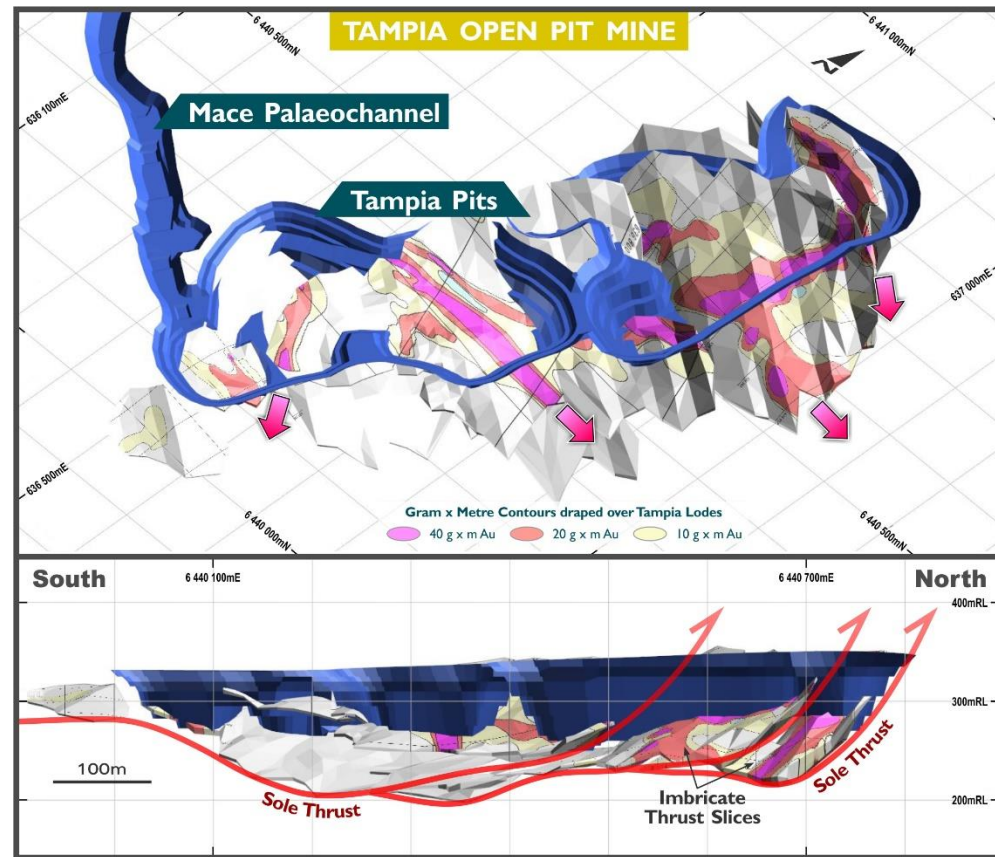 TAMPIA OPEN PIT MINE
6 440 500mN
6 441 000mN
N
636 100mE
Mace Palaeochannel
Tampia Pits
637 000mE
636 500mE
6 440 000mN
6 440 500mN
Gram x Metre Contours draped over Tampia Lodes
40 g x m Au
20 g x m Au
10 g x m Au
South
6 440 100mE
6 440 700mE
North
400mRL
300mRL
100m
Sole Thrust
Imbricate
Thrust Slices
Sole Thrust
200mRL